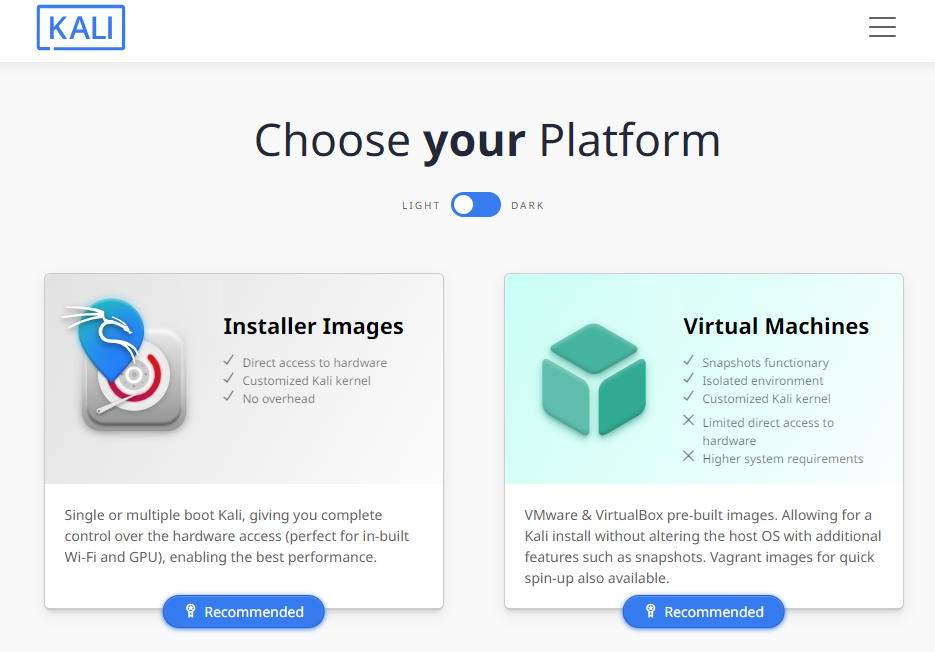 KALI
Choose your Platform
LIGHT DARK
Installer Images
Direct access to hardware
Customized Kali kernel
No overhead
Single or multiple boot Kali, giving you complete
control over the hardware access (perfect for in-built
Wi-Fi and GPU), enabling the best performance.
Recommended
Virtual Machines
Snapshots functionary
Isolated environment
Customized Kali kernel
Limited direct access to
hardware
Higher system requirements
VMware & VirtualBox pre-built images. Allowing for a
Kali install without altering the host OS with additional
features such as snapshots. Vagrant images for quick
spin-up also available.
Recommended